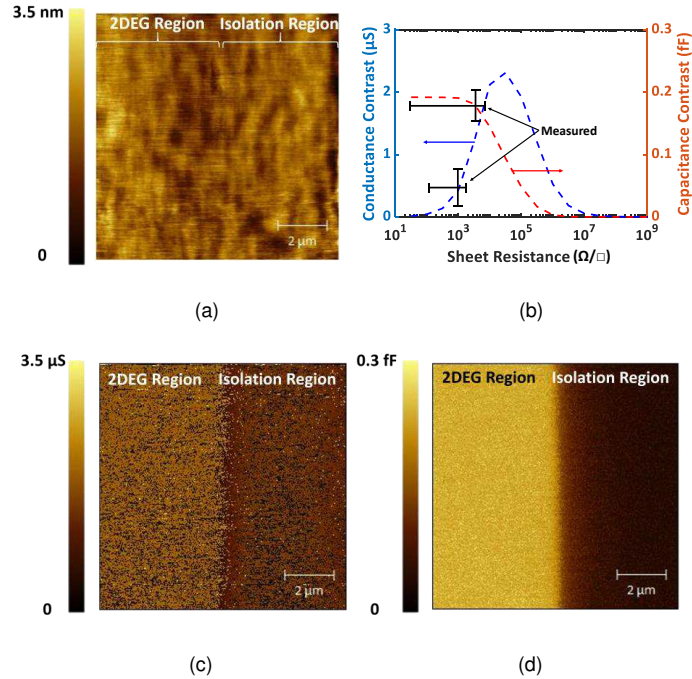 3.5 nm
2DEG Region
Isolation Region
2 µm
0
(a)
Conductance Contrast (µS)
3
2
1
0
Measured
0.3
0.2
0.1
0
Capacitance Contrast (fF)
10¹
10³
10⁵
10⁷
10⁹
Sheet Resistance (Ω/□)
(b)
3.5 µS
2DEG Region
Isolation Region
2 µm
0
(c)
0.3 fF
2DEG Region
Isolation Region
2 µm
0
(d)